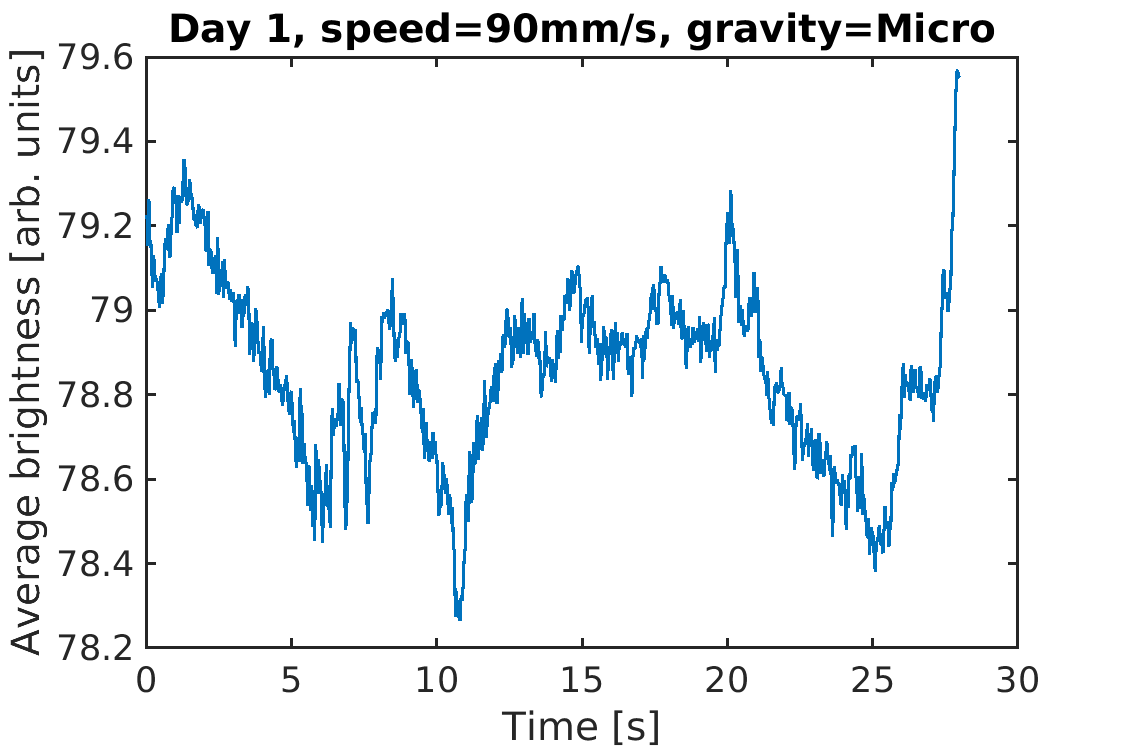 Day 1, speed=90mm/s, gravity=Micro
Average brightness [arb. units]
79.6
79.4
79.2
79
78.8
78.6
78.4
78.2
0 5 10 15 20 25 30
Time [s]